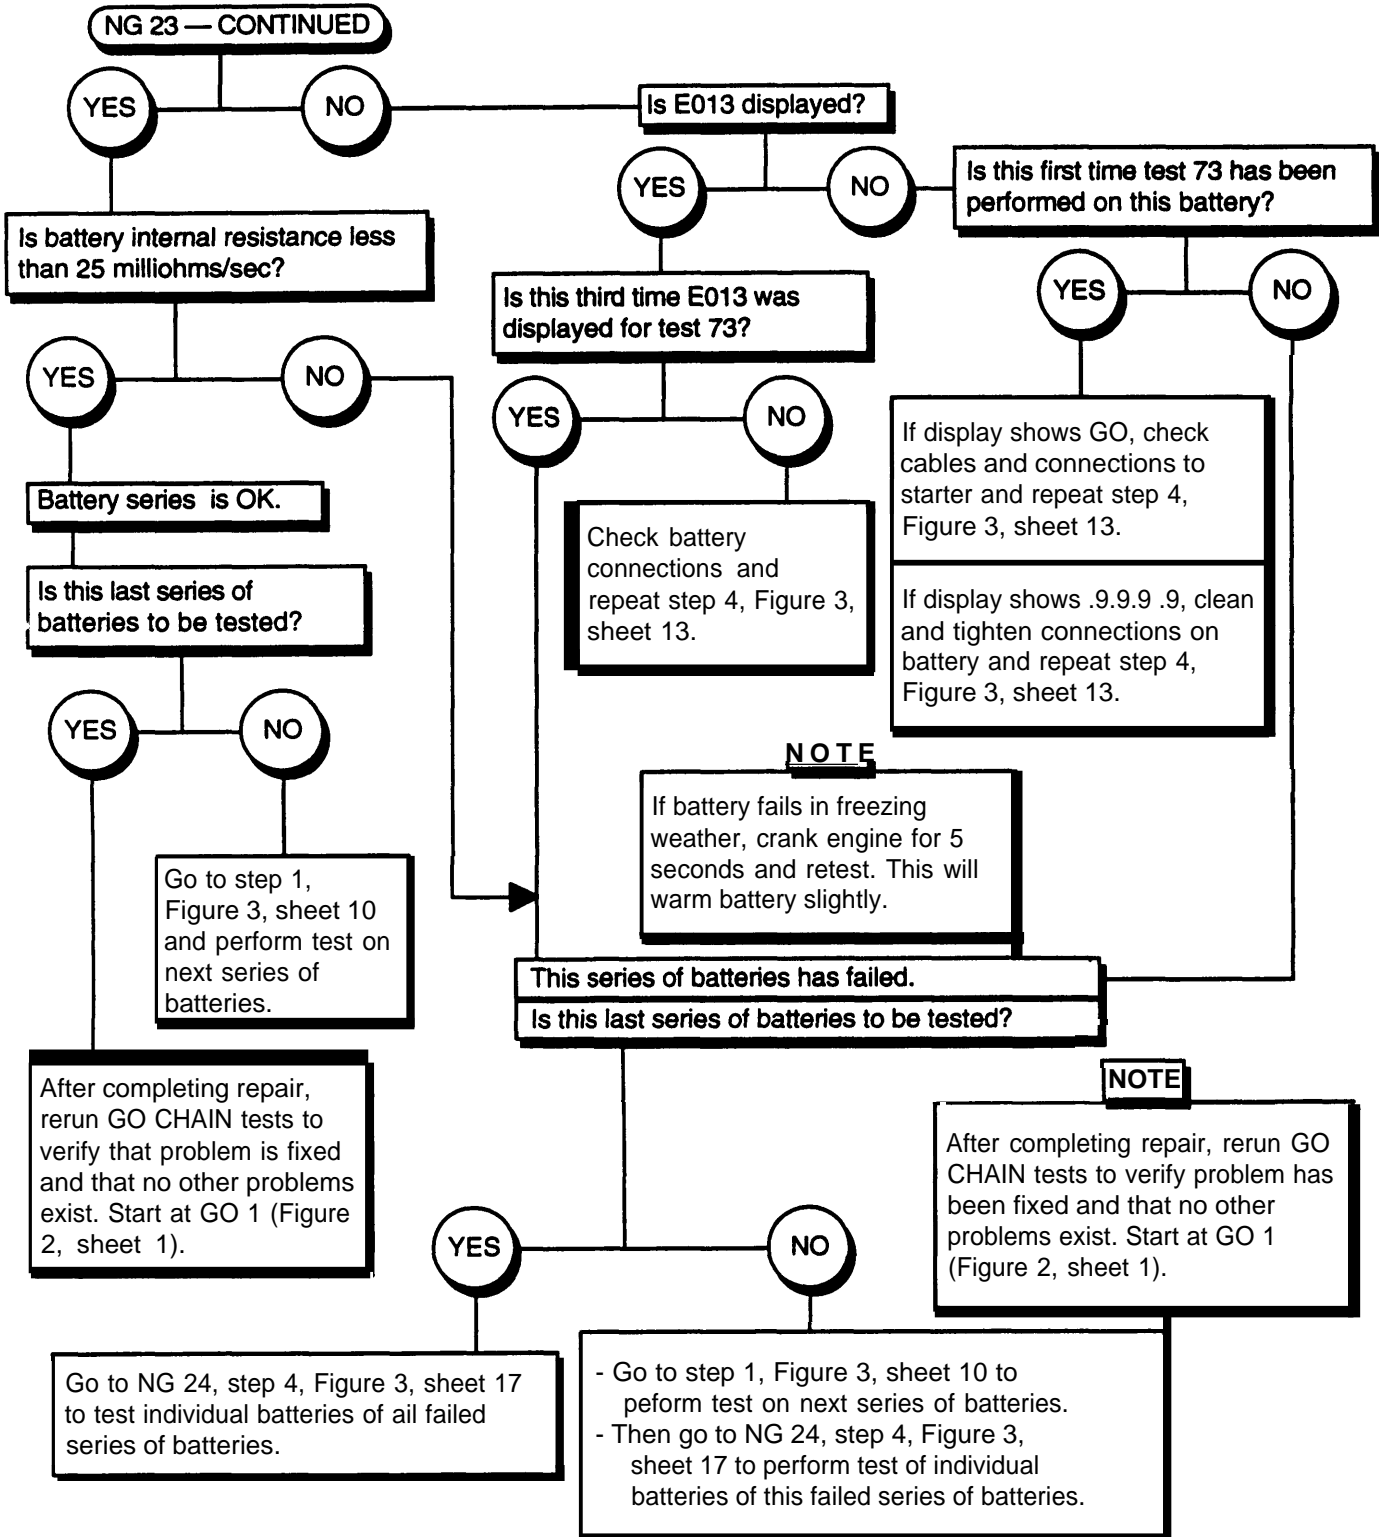 NG 23 — CONTINUED
YES
NO
Is E013 displayed?
YES
NO
Is this first time test 73 has been
performed on this battery?
Is battery internal resistance less
than 25 milliohms/sec?
Is this third time E013 was
displayed for test 73?
YES
NO
YES
NO
YES
NO
If display shows GO, check
cables and connections to
starter and repeat step 4,
Figure 3, sheet 13.
If display shows .9.9.9 .9, clean
and tighten connections on
battery and repeat step 4,
Figure 3, sheet 13.
Battery series is OK.
Is this last series of
batteries to be tested?
Check battery
connections and
repeat step 4, Figure 3,
sheet 13.
YES
NO
NOTE
If battery fails in freezing
weather, crank engine for 5
seconds and retest. This will
warm battery slightly.
Go to step 1,
Figure 3, sheet 10
and perform test on
next series of
batteries.
This series of batteries has failed.
Is this last series of batteries to be tested?
After completing repair,
rerun GO CHAIN tests to
verify that problem is fixed
and that no other problems
exist. Start at GO 1 (Figure
2, sheet 1).
NOTE
After completing repair, rerun GO
CHAIN tests to verify problem has
been fixed and that no other
problems exist. Start at GO 1
(Figure 2, sheet 1).
YES
NO
Go to NG 24, step 4, Figure 3, sheet 17
to test individual batteries of ail failed
series of batteries.
- Go to step 1, Figure 3, sheet 10 to
peform test on next series of batteries.
- Then go to NG 24, step 4, Figure 3,
sheet 17 to perform test of individual
batteries of this failed series of batteries.